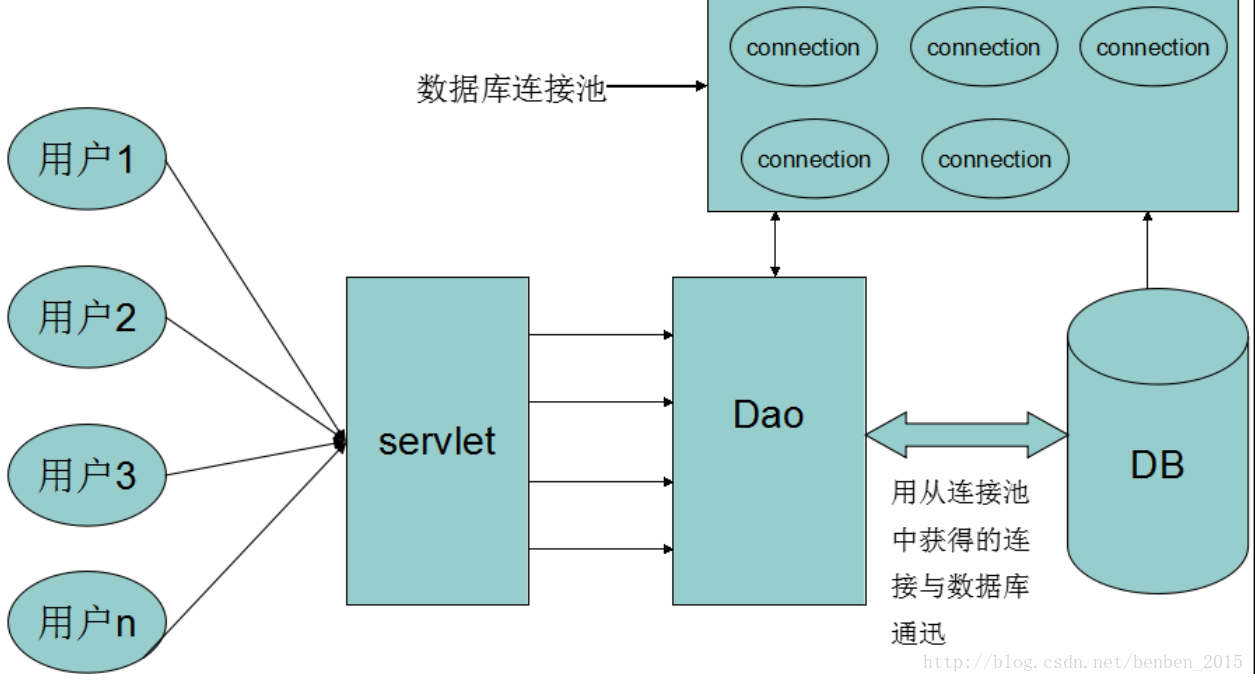 connection
connection
connection
数据库连接池
connection
connection
用户1
用户2
用户3
用户n
servlet
Dao
DB
用从连接池
中获得的连
接与数据库
通迅
http://blog.csdn.net/benben_2015